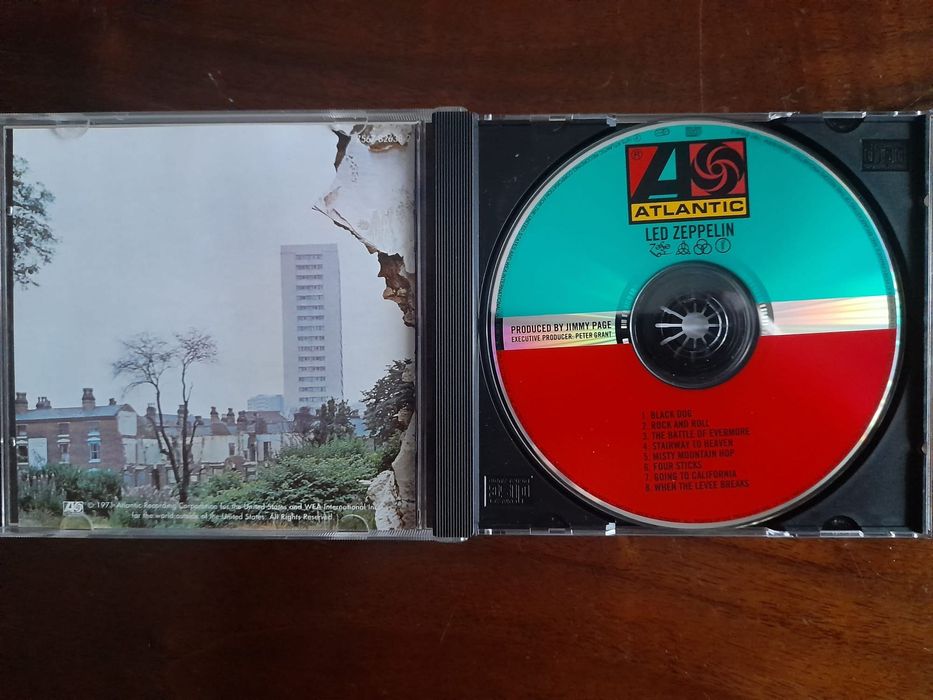 © 1971 Atlantic Recording Corporation for the United States and WEA International Inc.
for the world outside of the United States. All Rights Reserved.
®
ATLANTIC
LED ZEPPELIN
PRODUCED BY JIMMY PAGE
EXECUTIVE PRODUCER: PETER GRANT
1. BLACK DOG
2. ROCK AND ROLL
3. THE BATTLE OF EVERMORE
4. STAIRWAY TO HEAVEN
5. MISTY MOUNTAIN HOP
6. FOUR STICKS
7. GOING TO CALIFORNIA
8. WHEN THE LEVEE BREAKS